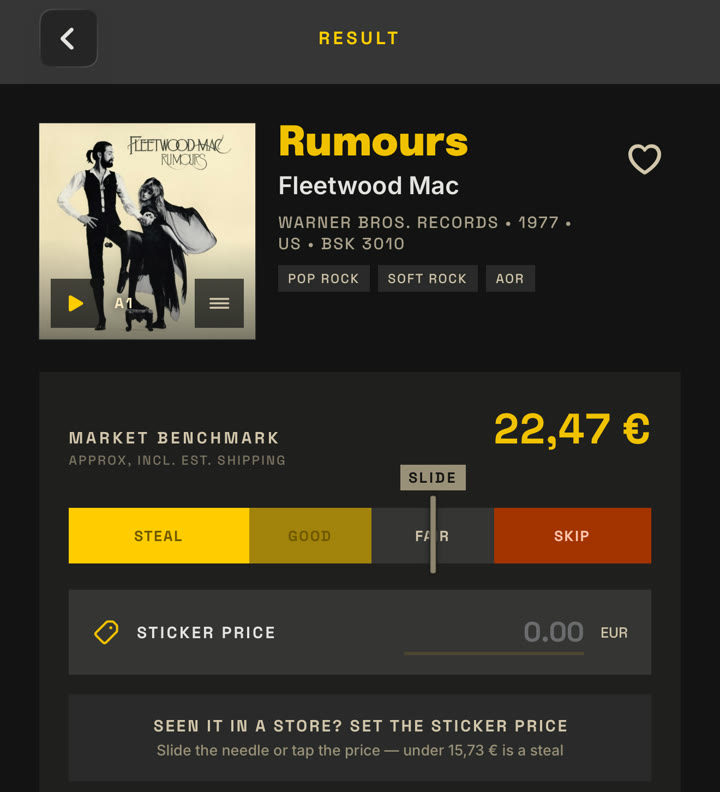 RESULT
FLEETWOOD MAC
RUMOURS
A1
Rumours
Fleetwood Mac
WARNER BROS. RECORDS • 1977 •
US • BSK 3010
POP ROCK
SOFT ROCK
AOR
MARKET BENCHMARK
APPROX, INCL. EST. SHIPPING
22,47 €
SLIDE
STEAL
GOOD
FAIR
SKIP
STICKER PRICE
0.00 EUR
SEEN IT IN A STORE? SET THE STICKER PRICE
Slide the needle or tap the price — under 15,73 € is a steal